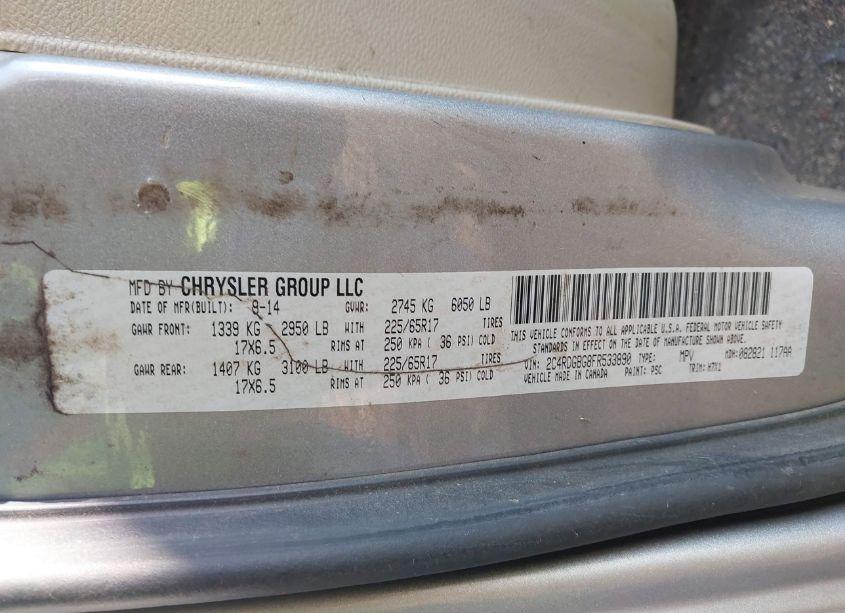 MFD BY CHRYSLER GROUP LLC
DATE OF MFR(BUILT): 8-14 GVWR: 2745 KG 6050 LB
GAWR FRONT: 1339 KG 2950 LB WITH 225/65R17 TIRES
17X6.5 RIMS AT 250 KPA ( 36 PSI) COLD
GAWR REAR: 1407 KG 3100 LB WITH 225/65R17 TIRES
17X6.5 RIMS AT 250 KPA ( 36 PSI) COLD
THIS VEHICLE CONFORMS TO ALL APPLICABLE U.S.A. FEDERAL MOTOR VEHICLE SAFETY
STANDARDS IN EFFECT ON THE DATE OF MANUFACTURE SHOWN ABOVE.
VIN: 2C4RDGBG8FR533890 TYPE: MPV MDH: 082821 117AA
VEHICLE MADE IN CANADA PAINT: PSC TRIM: